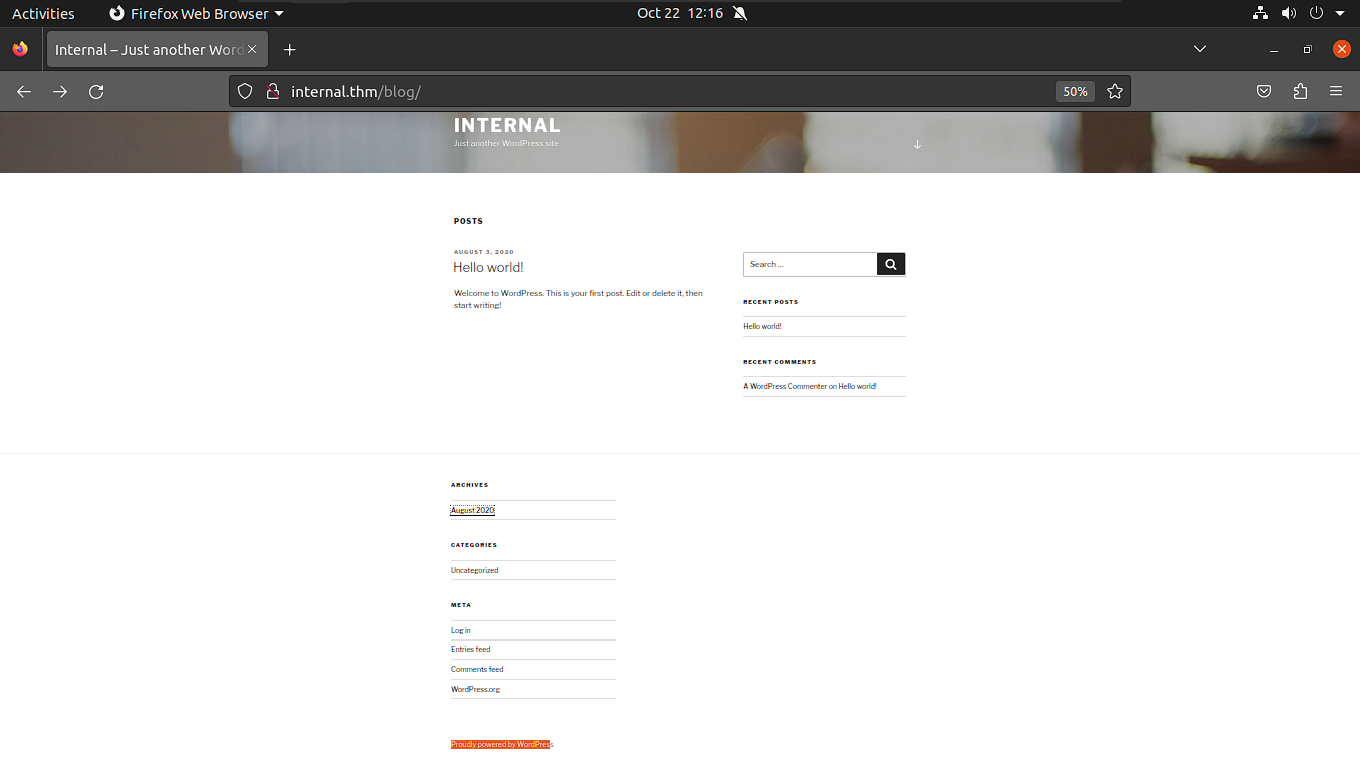 Activities
Firefox Web Browser
Oct 22 12:16
Internal – Just another Word
internal.thm/blog/
50%
INTERNAL
Just another WordPress site
POSTS
AUGUST 3, 2020
Hello world!
Welcome to WordPress. This is your first post. Edit or delete it, then
start writing!
Search …
RECENT POSTS
Hello world!
RECENT COMMENTS
A WordPress Commenter on Hello world!
ARCHIVES
August 2020
CATEGORIES
Uncategorized
META
Log in
Entries feed
Comments feed
WordPress.org
Proudly powered by WordPress